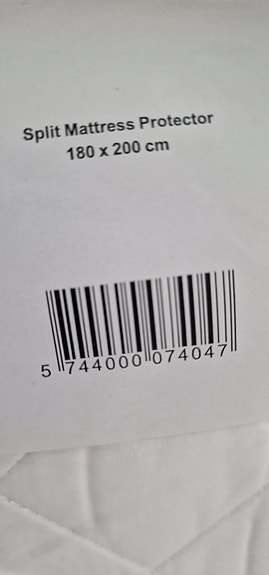 Split Mattress Protector
180 x 200 cm
5 744000 074047